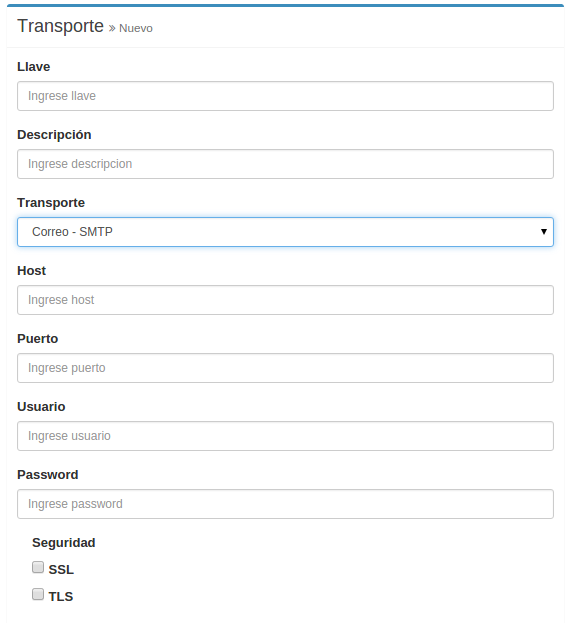 Transporte » Nuevo
Llave
Ingrese llave
Descripción
Ingrese descripcion
Transporte
Correo - SMTP
Host
Ingrese host
Puerto
Ingrese puerto
Usuario
Ingrese usuario
Password
Ingrese password
Seguridad
SSL
TLS